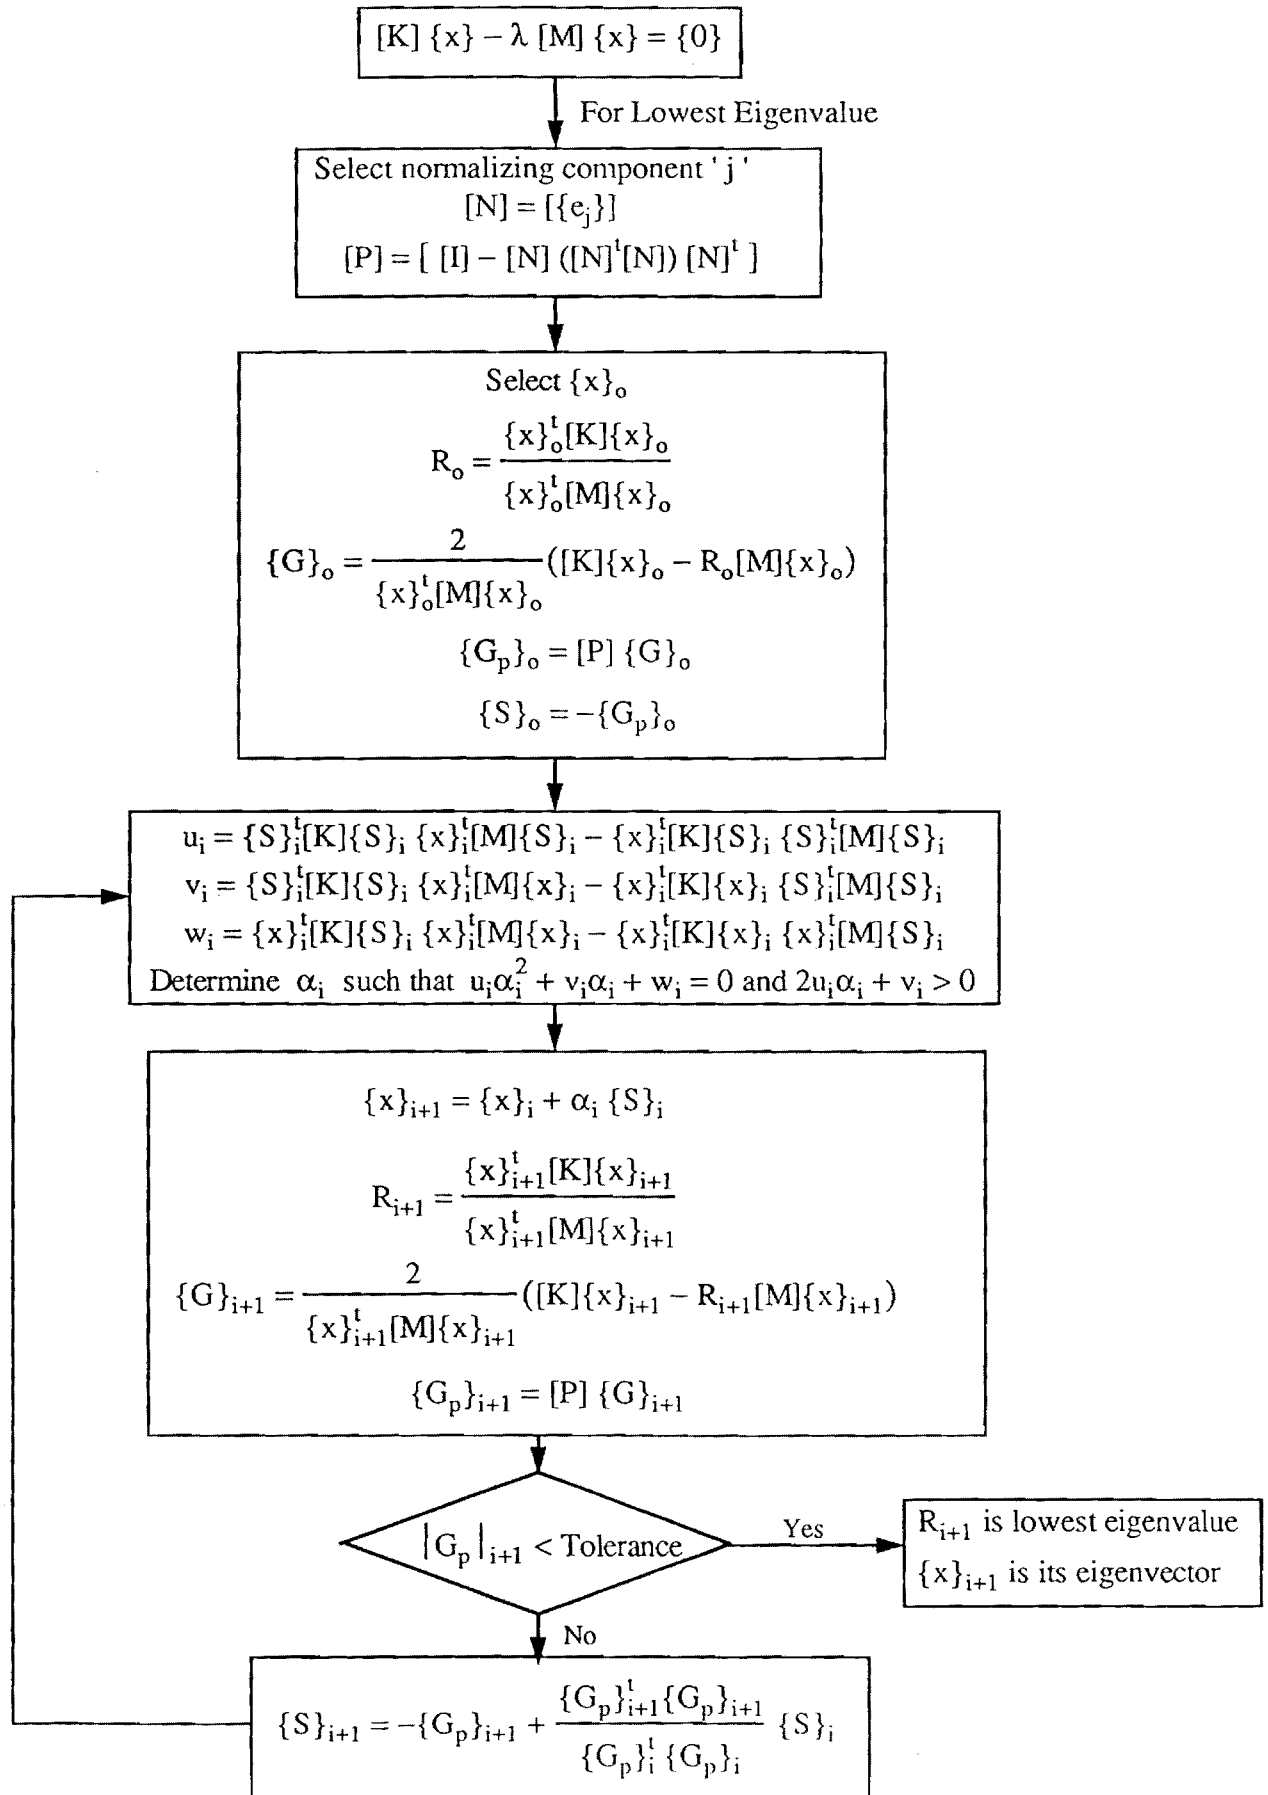 [K] {x} − λ [M] {x} = {0}
For Lowest Eigenvalue
Select normalizing component ' j '
[N] = [{e_j}]
[P] = [ [I] − [N] ([N]^t[N]) [N]^t ]
Select {x}_o
R_o = {x}_o^t[K]{x}_o / {x}_o^t[M]{x}_o
{G}_o = 2 / {x}_o^t[M]{x}_o ([K]{x}_o − R_o[M]{x}_o)
{G_p}_o = [P] {G}_o
{S}_o = −{G_p}_o
u_i = {S}_i^t[K]{S}_i {x}_i^t[M]{S}_i − {x}_i^t[K]{S}_i {S}_i^t[M]{S}_i
v_i = {S}_i^t[K]{S}_i {x}_i^t[M]{x}_i − {x}_i^t[K]{x}_i {S}_i^t[M]{S}_i
w_i = {x}_i^t[K]{S}_i {x}_i^t[M]{x}_i − {x}_i^t[K]{x}_i {x}_i^t[M]{S}_i
Determine α_i such that u_iα_i^2 + v_iα_i + w_i = 0 and 2u_iα_i + v_i > 0
{x}_{i+1} = {x}_i + α_i {S}_i
R_{i+1} = {x}_{i+1}^t[K]{x}_{i+1} / {x}_{i+1}^t[M]{x}_{i+1}
{G}_{i+1} = 2 / {x}_{i+1}^t[M]{x}_{i+1} ([K]{x}_{i+1} − R_{i+1}[M]{x}_{i+1})
{G_p}_{i+1} = [P] {G}_{i+1}
|G_p|_{i+1} < Tolerance
Yes
R_{i+1} is lowest eigenvalue
{x}_{i+1} is its eigenvector
No
{S}_{i+1} = −{G_p}_{i+1} + {G_p}_{i+1}^t{G_p}_{i+1} / {G_p}_i^t {G_p}_i {S}_i